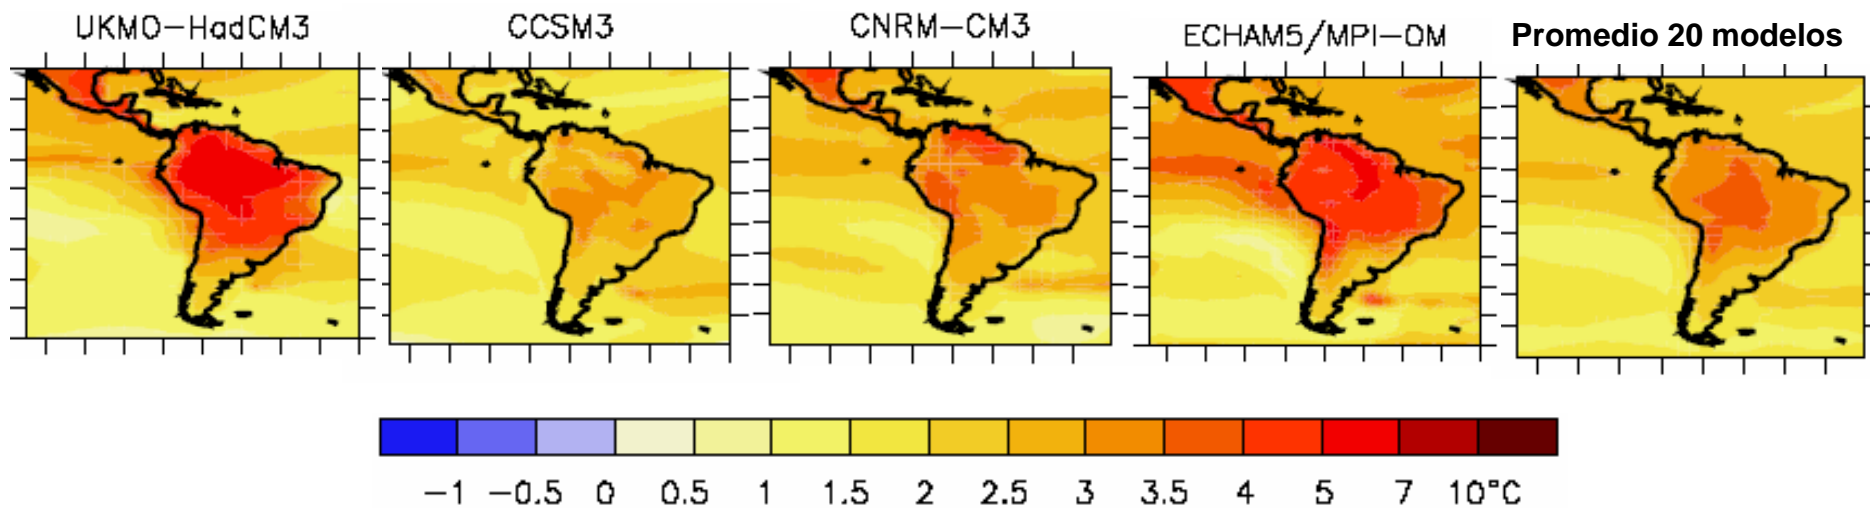 UKMO-HadCM3
CCSM3
CNRM-CM3
ECHAM5/MPI-OM
Promedio 20 modelos
-1 -0.5 0 0.5 1 1.5 2 2.5 3 3.5 4 5 7 10°C